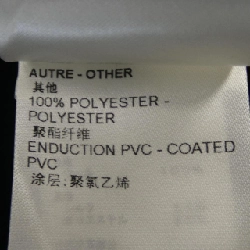 AUTRE - OTHER
其他
100% POLYESTER -
POLYESTER
聚酯纤维
ENDUCTION PVC - COATED
PVC
涂层:聚氯乙烯